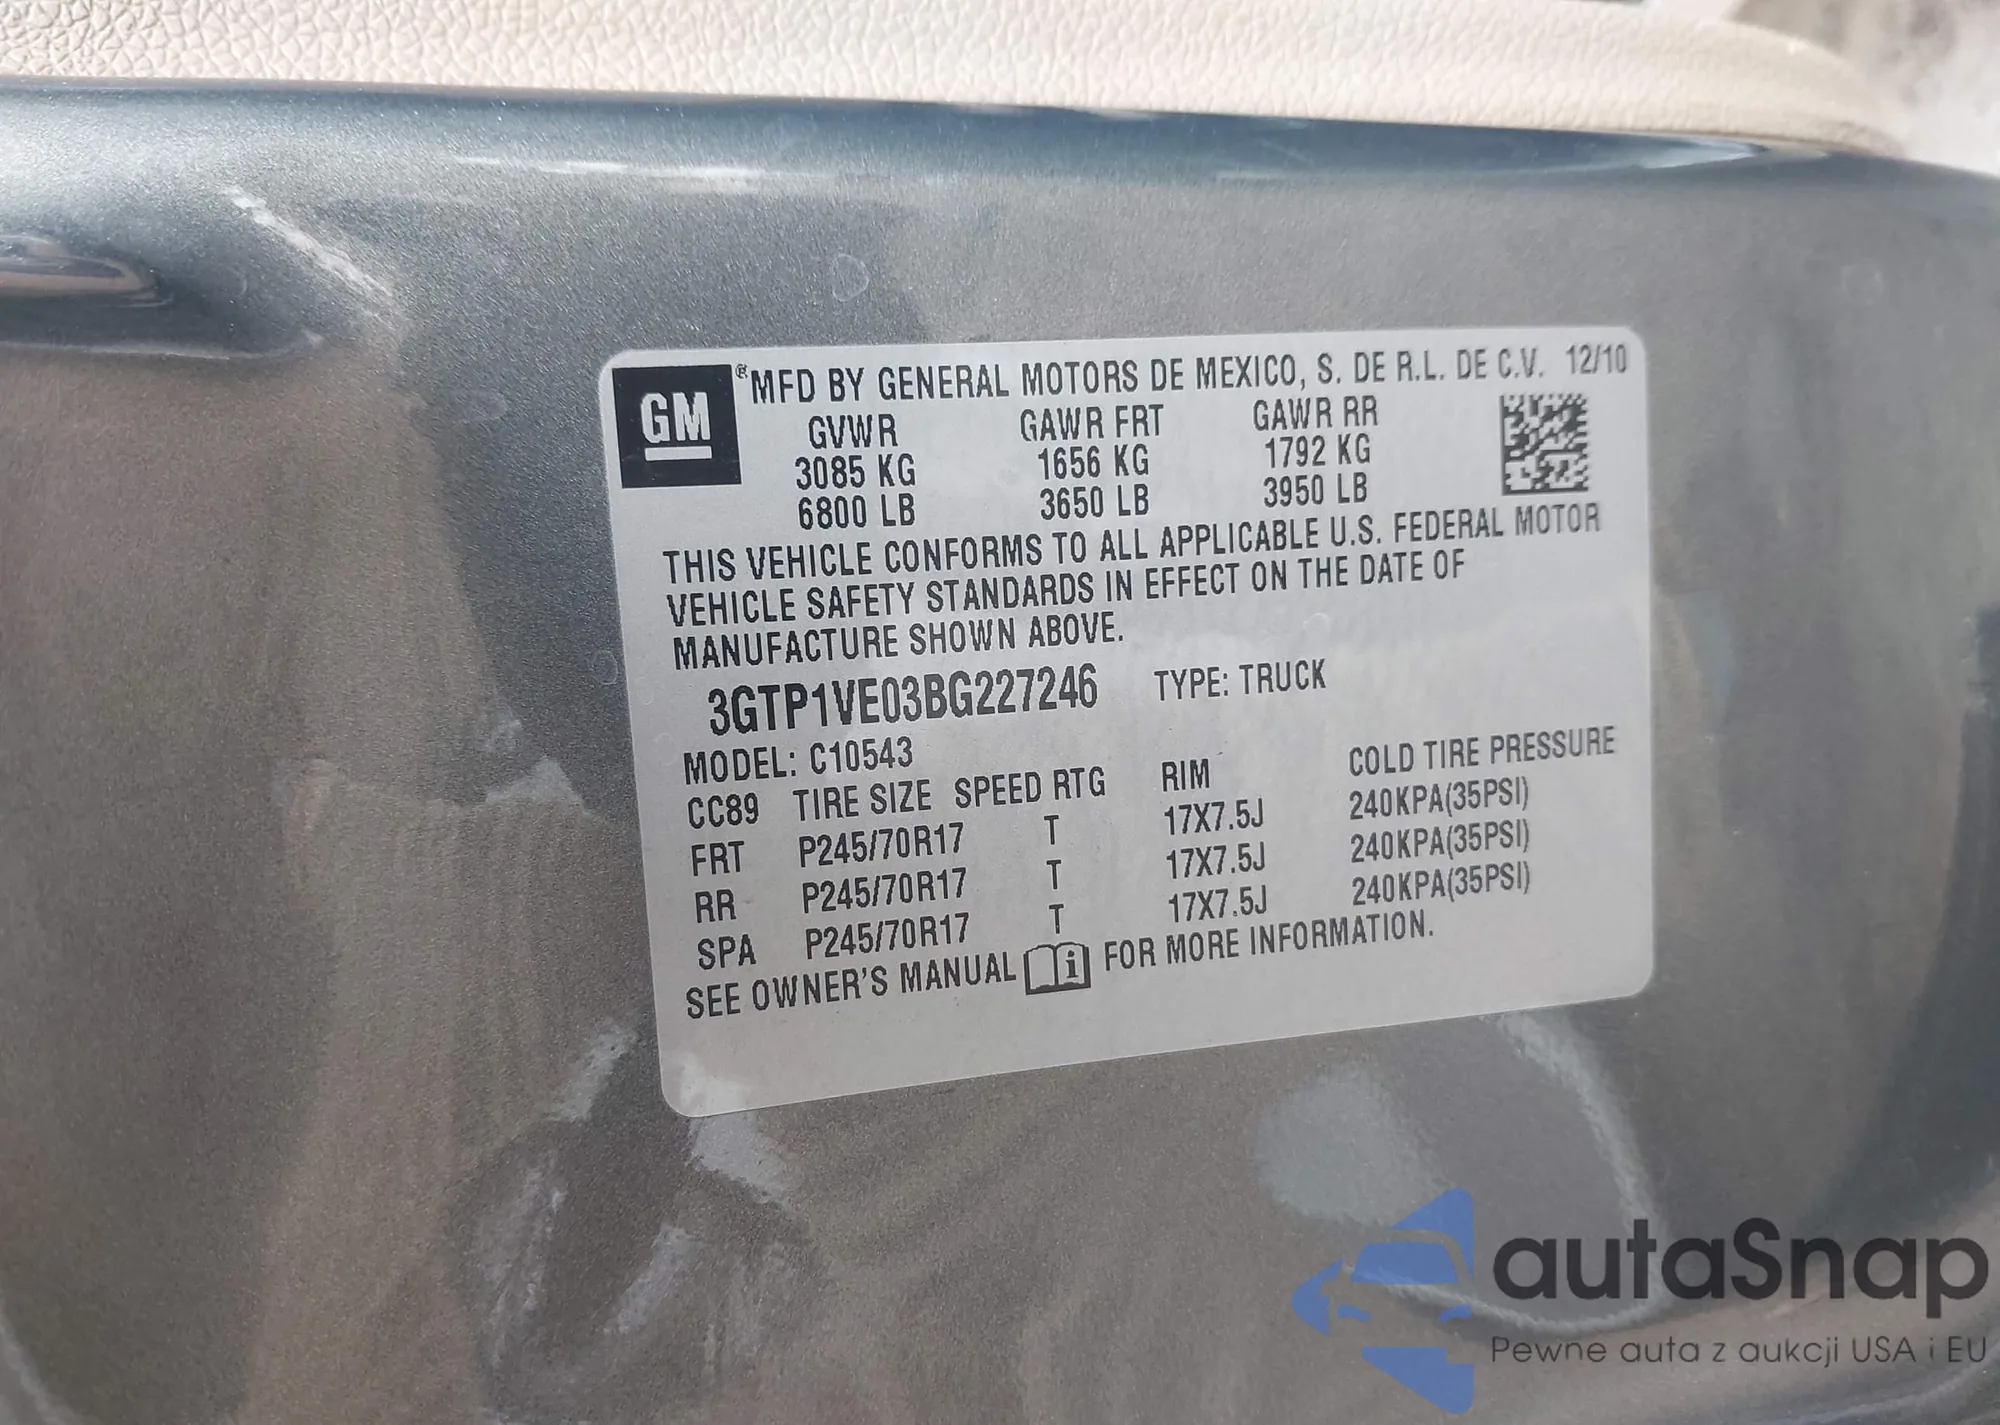 GM ® MFD BY GENERAL MOTORS DE MEXICO, S. DE R.L. DE C.V. 12/10
GVWR GAWR FRT GAWR RR
3085 KG 1656 KG 1792 KG
6800 LB 3650 LB 3950 LB
THIS VEHICLE CONFORMS TO ALL APPLICABLE U.S. FEDERAL MOTOR
VEHICLE SAFETY STANDARDS IN EFFECT ON THE DATE OF
MANUFACTURE SHOWN ABOVE.
3GTP1VE03BG227246 TYPE: TRUCK
MODEL: C10543
CC89 TIRE SIZE SPEED RTG RIM COLD TIRE PRESSURE
FRT P245/70R17 T 17X7.5J 240KPA(35PSI)
RR P245/70R17 T 17X7.5J 240KPA(35PSI)
SPA P245/70R17 T 17X7.5J 240KPA(35PSI)
SEE OWNER'S MANUAL i FOR MORE INFORMATION.
autaSnap
Pewne auta z aukcji USA i EU